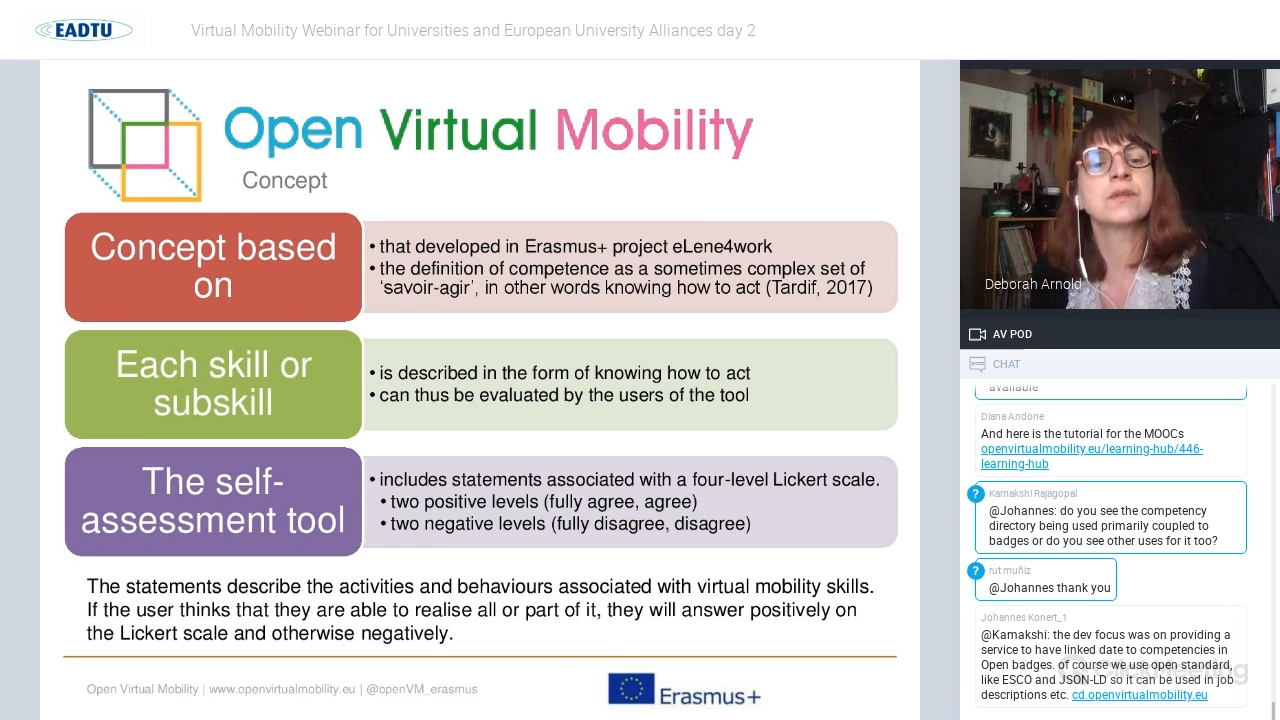 EADTU
Virtual Mobility Webinar for Universities and European University Alliances day 2
Open Virtual Mobility
Concept
Concept based
on
• that developed in Erasmus+ project eLene4work
• the definition of competence as a sometimes complex set of
‘savoir-agir’, in other words knowing how to act (Tardif, 2017)
Each skill or
subskill
• is described in the form of knowing how to act
• can thus be evaluated by the users of the tool
The self-
assessment tool
• includes statements associated with a four-level Lickert scale.
• two positive levels (fully agree, agree)
• two negative levels (fully disagree, disagree)
The statements describe the activities and behaviours associated with virtual mobility skills.
If the user thinks that they are able to realise all or part of it, they will answer positively on
the Lickert scale and otherwise negatively.
Open Virtual Mobility | www.openvirtualmobility.eu | @openVM_erasmus
Erasmus+
Deborah Arnold
AV POD
CHAT
available
Diana Andone
And here is the tutorial for the MOOCs
openvirtualmobility.eu/learning-hub/446-
learning-hub
?
Kamakshi Rajagopal
@Johannes: do you see the competency
directory being used primarily coupled to
badges or do you see other uses for it too?
?
rut muñiz
@Johannes thank you
Johannes Konert_1
@Kamakshi: the dev focus was on providing a
service to have linked date to competencies in
Open badges. of course we use open standard,
like ESCO and JSON-LD so it can be used in job
descriptions etc. cd.openvirtualmobility.eu